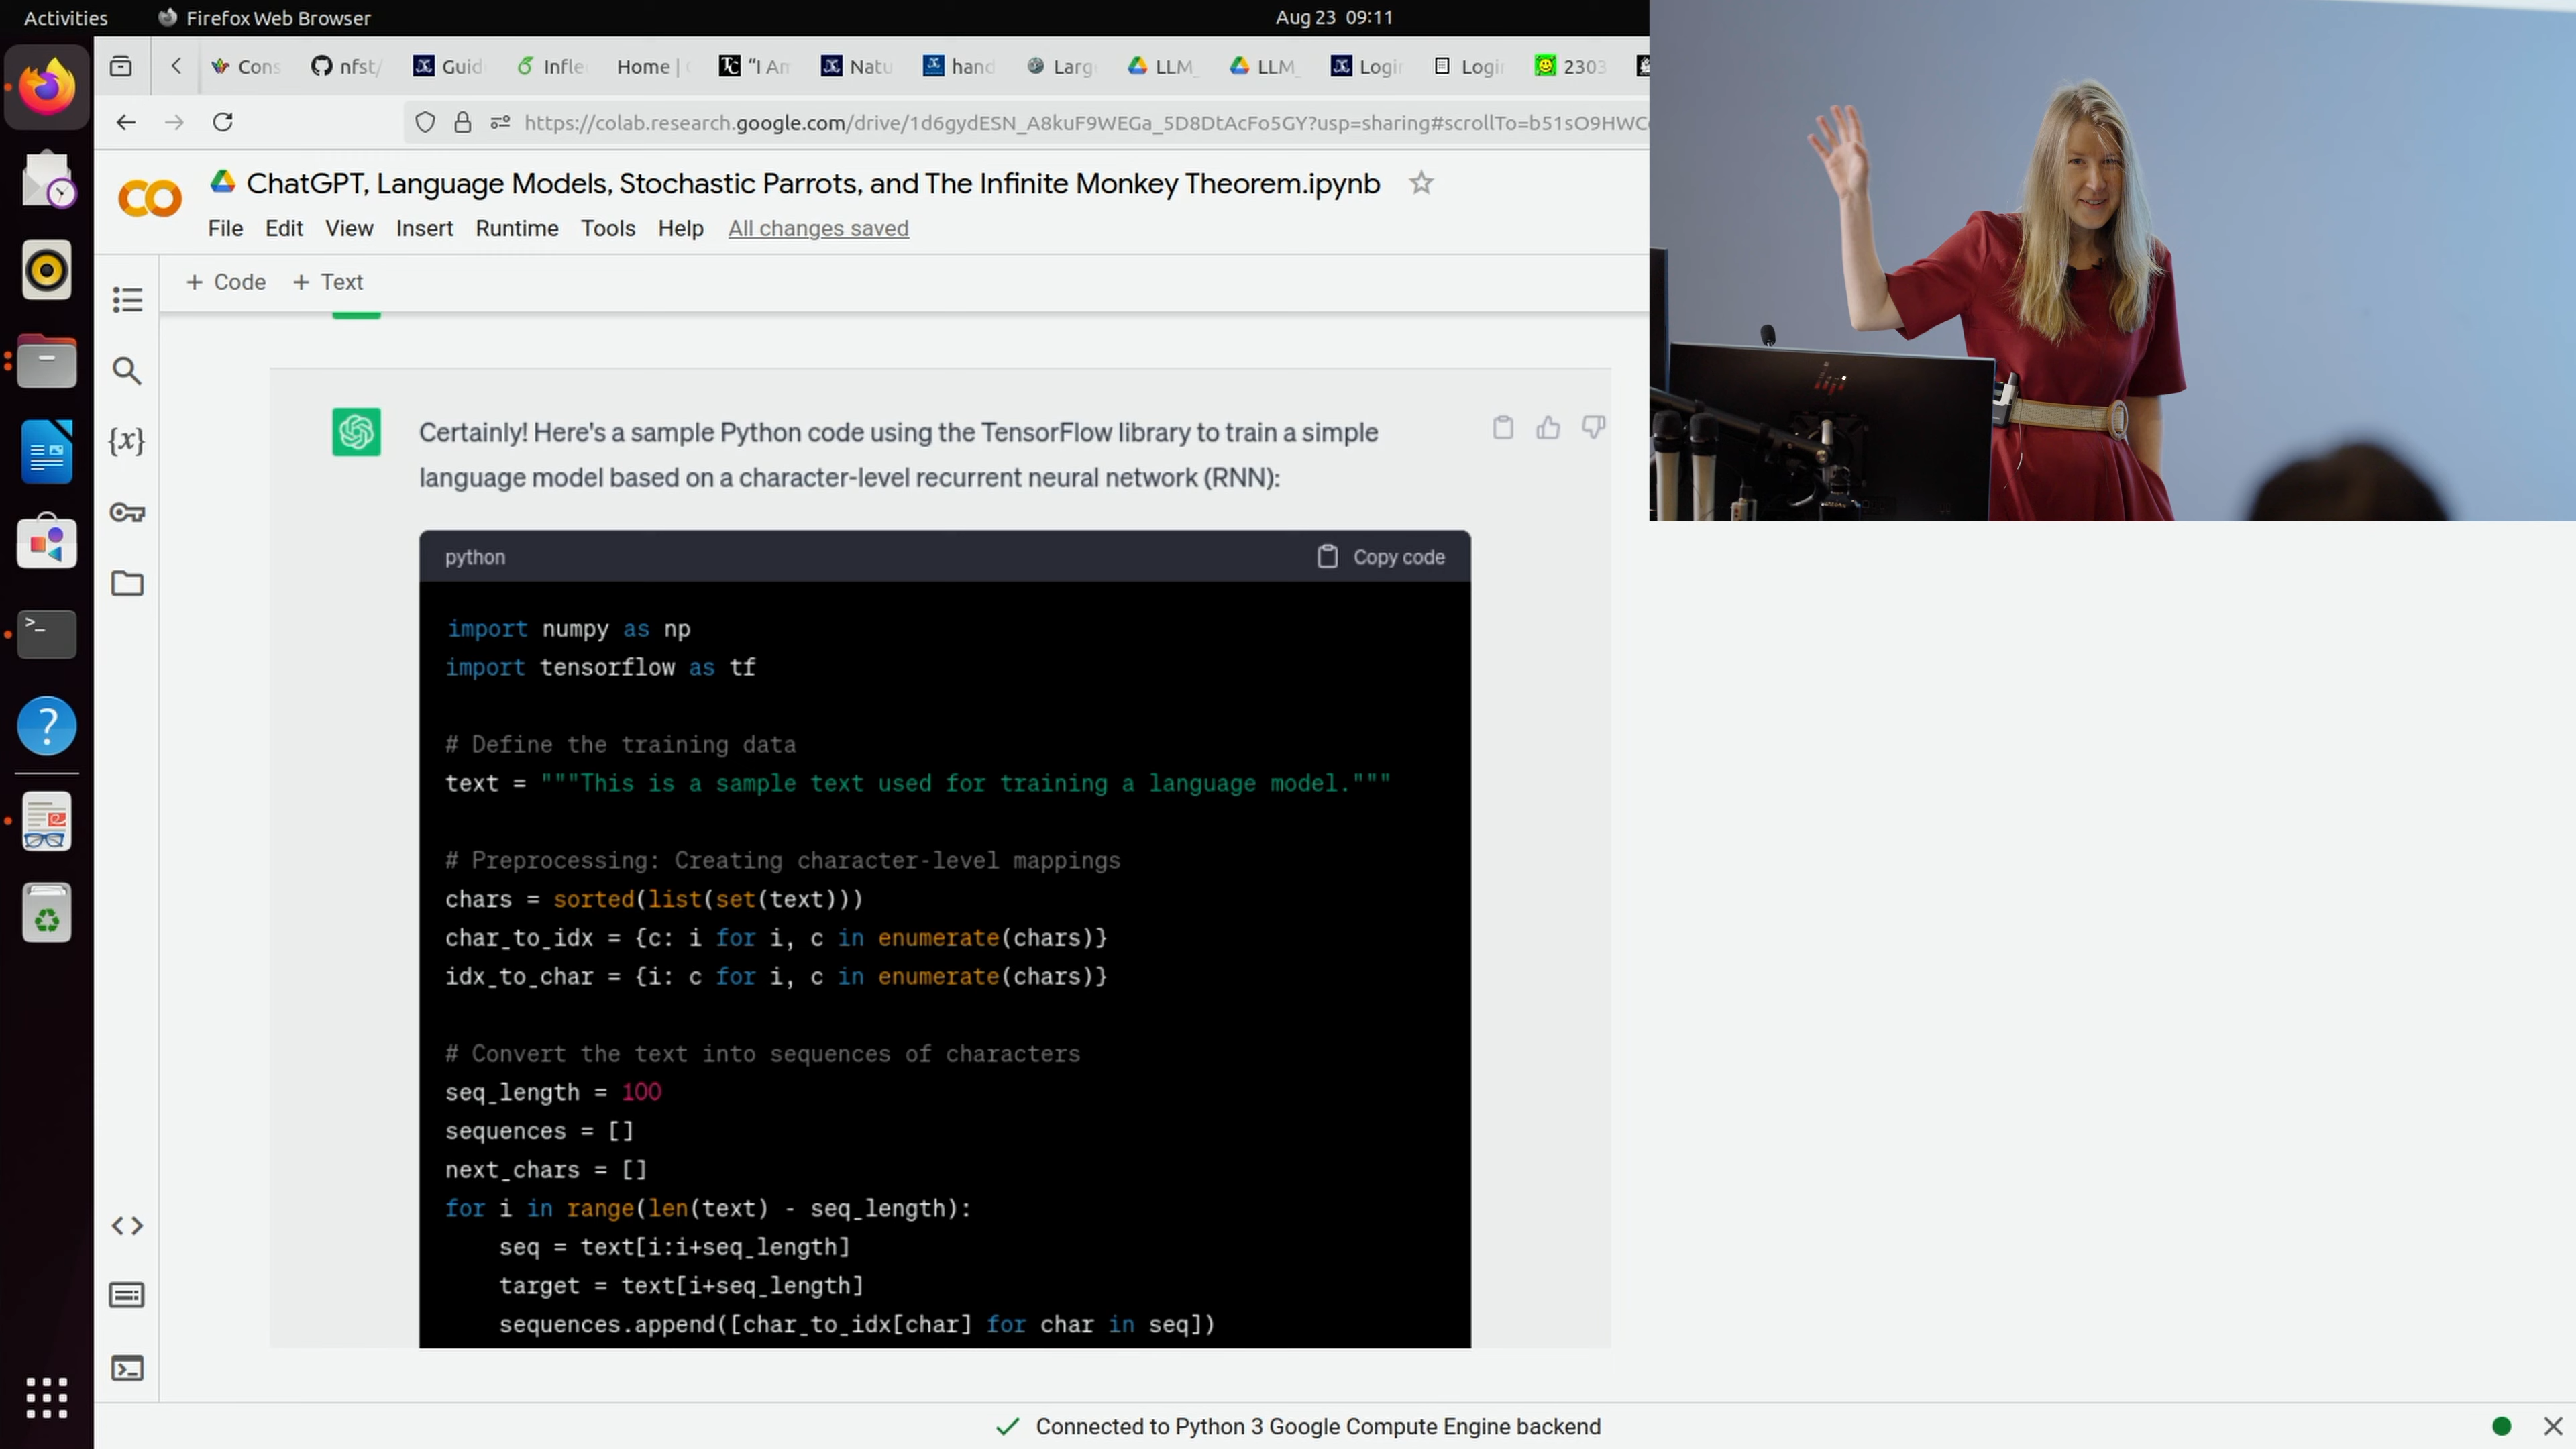 Activities Firefox Web Browser Aug 23 09:11
Cons nfst/ Guid Infle Home | TC “I Am Natu hand Larg LLM_ LLM_ Logi Logi 2303
https://colab.research.google.com/drive/1d6gydESN_A8kuF9WEGa_5D8DtAcFo5GY?usp=sharing#scrollTo=b51sO9HWC
ChatGPT, Language Models, Stochastic Parrots, and The Infinite Monkey Theorem.ipynb
File Edit View Insert Runtime Tools Help All changes saved
+ Code + Text
{x}
Certainly! Here's a sample Python code using the TensorFlow library to train a simple
language model based on a character-level recurrent neural network (RNN):
python Copy code
import numpy as np
import tensorflow as tf
# Define the training data
text = """This is a sample text used for training a language model."""
# Preprocessing: Creating character-level mappings
chars = sorted(list(set(text)))
char_to_idx = {c: i for i, c in enumerate(chars)}
idx_to_char = {i: c for i, c in enumerate(chars)}
# Convert the text into sequences of characters
seq_length = 100
sequences = []
next_chars = []
for i in range(len(text) - seq_length):
    seq = text[i:i+seq_length]
    target = text[i+seq_length]
    sequences.append([char_to_idx[char] for char in seq])
Connected to Python 3 Google Compute Engine backend